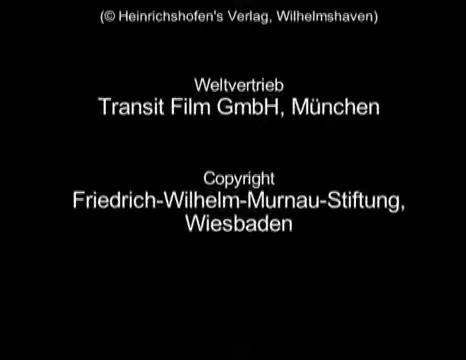 (© Heinrichshofen's Verlag, Wilhelmshaven)
Weltvertrieb
Transit Film GmbH, München
Copyright
Friedrich-Wilhelm-Murnau-Stiftung,
Wiesbaden